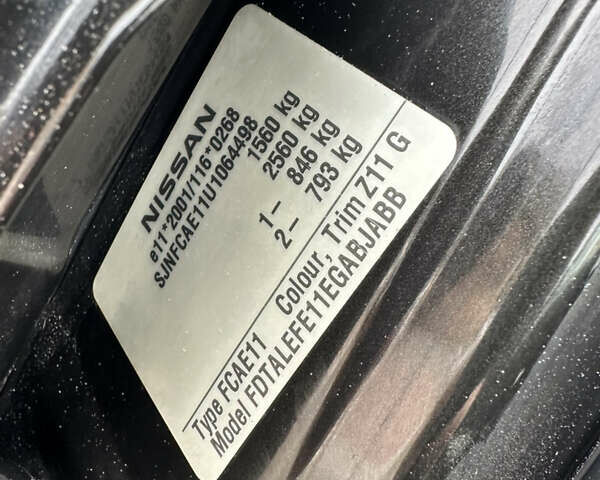 NISSAN
e11*2001/116*0268
SJNFCAE11U1064498
1560 kg
2560 kg
1– 846 kg
2– 793 kg
Type FCAE11 Colour, Trim Z11 G
Model FDTALEFE11EGABJABB